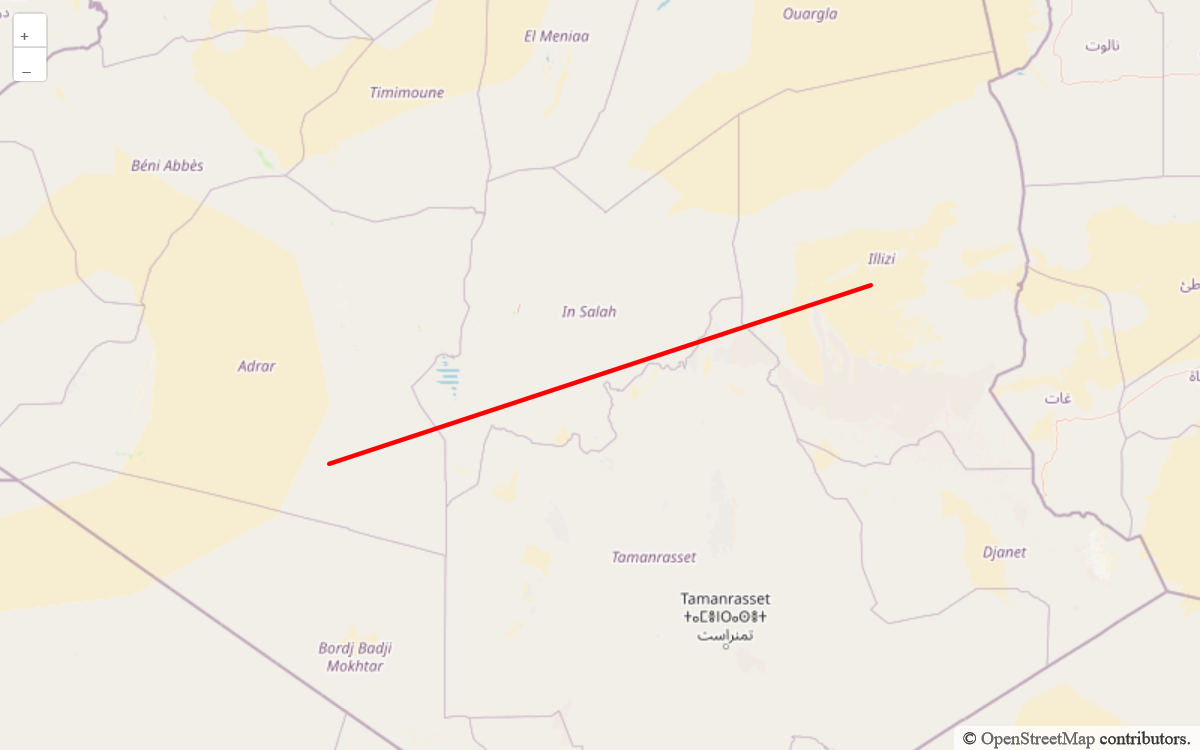 +
–
Ouargla
El Meniaa
نالوت
Timimoune
Béni Abbès
Illizi
In Salah
Adrar
غات
Djanet
Tamanrasset
Tamanrasset
ⵜⴰⵎⵏⵔⴰⵙⵜ
تمنراست
Bordj Badji
Mokhtar
© OpenStreetMap contributors.